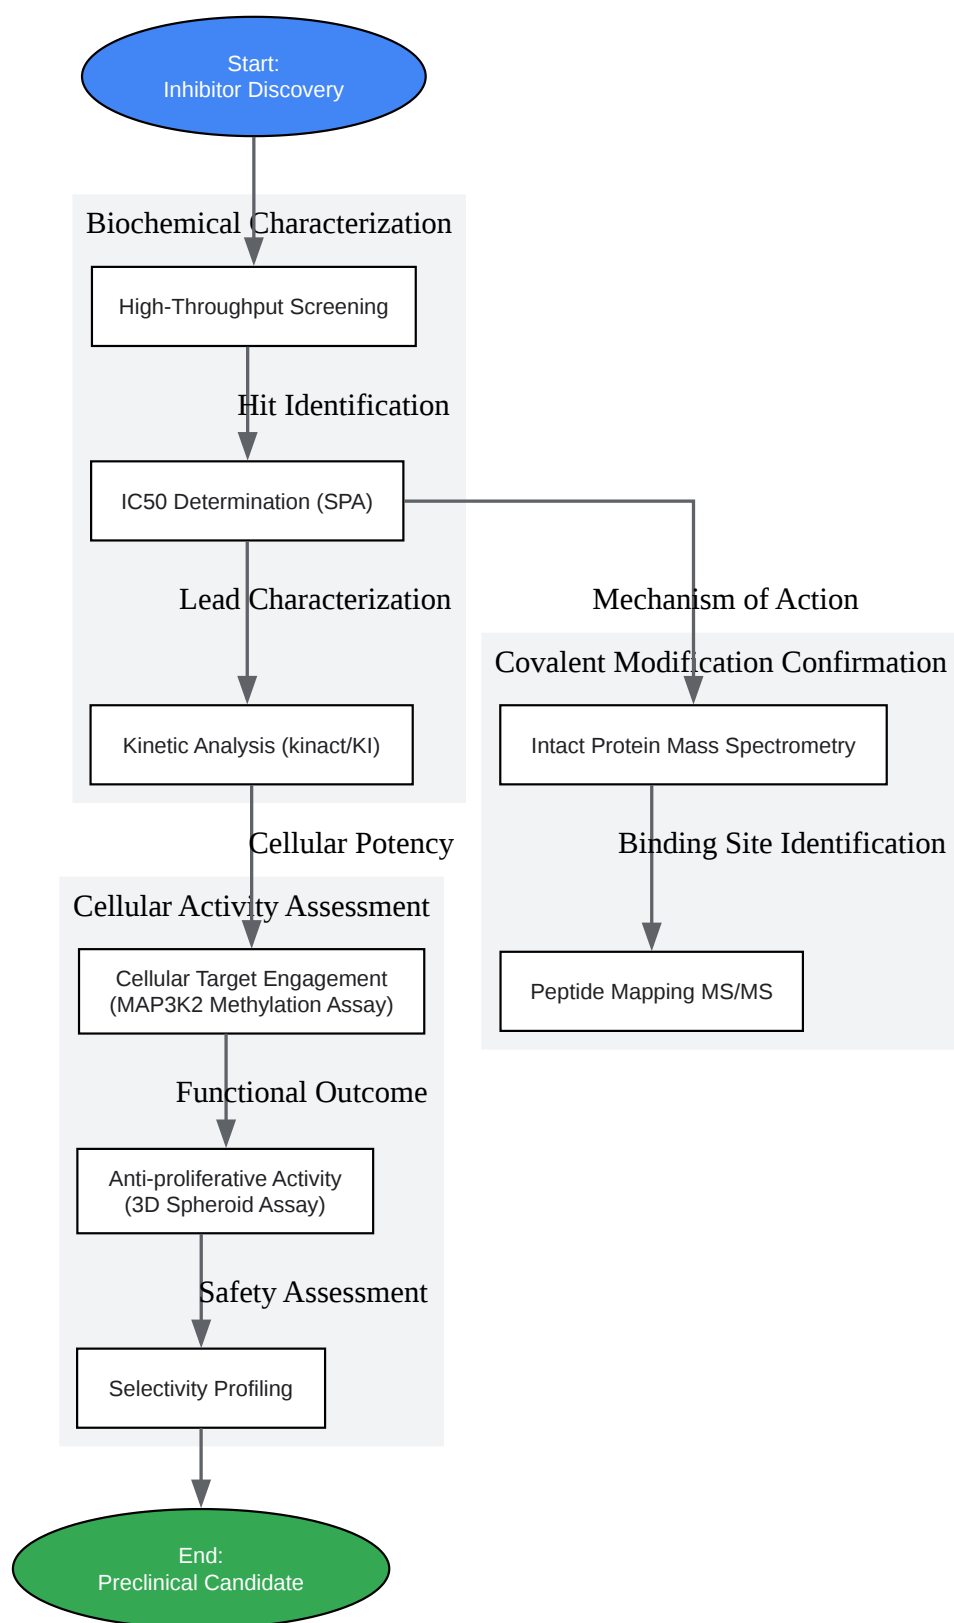 Start:
Inhibitor Discovery
Biochemical Characterization
High-Throughput Screening
Hit Identification
IC50 Determination (SPA)
Lead Characterization
Mechanism of Action
Covalent Modification Confirmation
Kinetic Analysis (kinact/KI)
Intact Protein Mass Spectrometry
Cellular Potency
Binding Site Identification
Cellular Activity Assessment
Cellular Target Engagement
(MAP3K2 Methylation Assay)
Peptide Mapping MS/MS
Functional Outcome
Anti-proliferative Activity
(3D Spheroid Assay)
Safety Assessment
Selectivity Profiling
End:
Preclinical Candidate